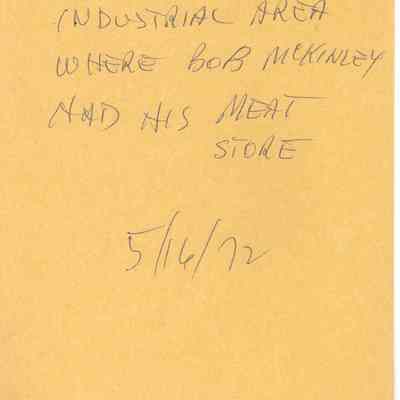 INDUSTRIAL AREA
WHERE BOB McKINLEY
HAD HIS MEAT
STORE
5/16/72